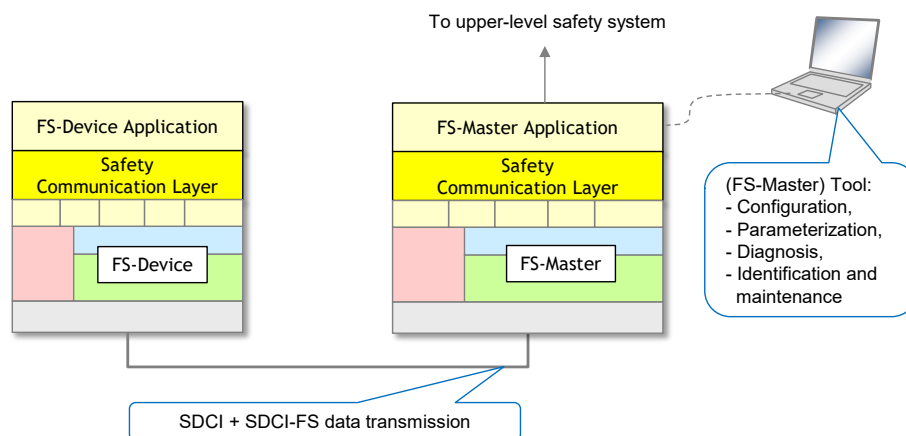 To upper-level safety system
FS-Device Application
Safety
Communication Layer
FS-Device
FS-Master Application
Safety
Communication Layer
FS-Master
(FS-Master) Tool:
- Configuration,
- Parameterization,
- Diagnosis,
- Identification and
maintenance
SDCI + SDCI-FS data transmission